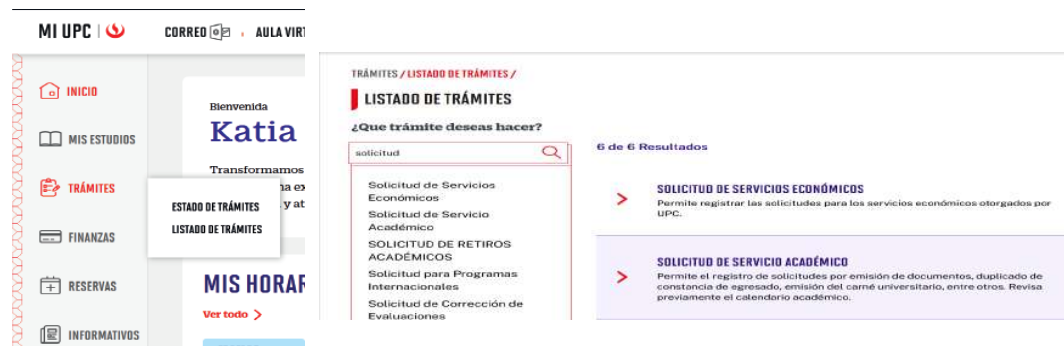 MI UPC
CORREO
AULA VIRT
INICIO
MIS ESTUDIOS
TRÁMITES
FINANZAS
RESERVAS
INFORMATIVOS
Bienvenida
Katia
Transformamos
na ex
y at
ESTADO DE TRÁMITES
LISTADO DE TRÁMITES
MIS HORAR
Ver todo
TRÁMITES / LISTADO DE TRÁMITES /
LISTADO DE TRÁMITES
¿Que trámite deseas hacer?
solicitud
Solicitud de Servicios
Económicos
Solicitud de Servicio
Académico
SOLICITUD DE RETIROS
ACADÉMICOS
Solicitud para Programas
Internacionales
Solicitud de Corrección de
Evaluaciones
6 de 6 Resultados
SOLICITUD DE SERVICIOS ECONÓMICOS
Permite registrar las solicitudes para los servicios económicos otorgados por
UPC.
SOLICITUD DE SERVICIO ACADÉMICO
Permite el registro de solicitudes por emisión de documentos, duplicado de
constancia de egresado, emisión del carné universitario, entre otros. Revisa
previamente el calendario académico.